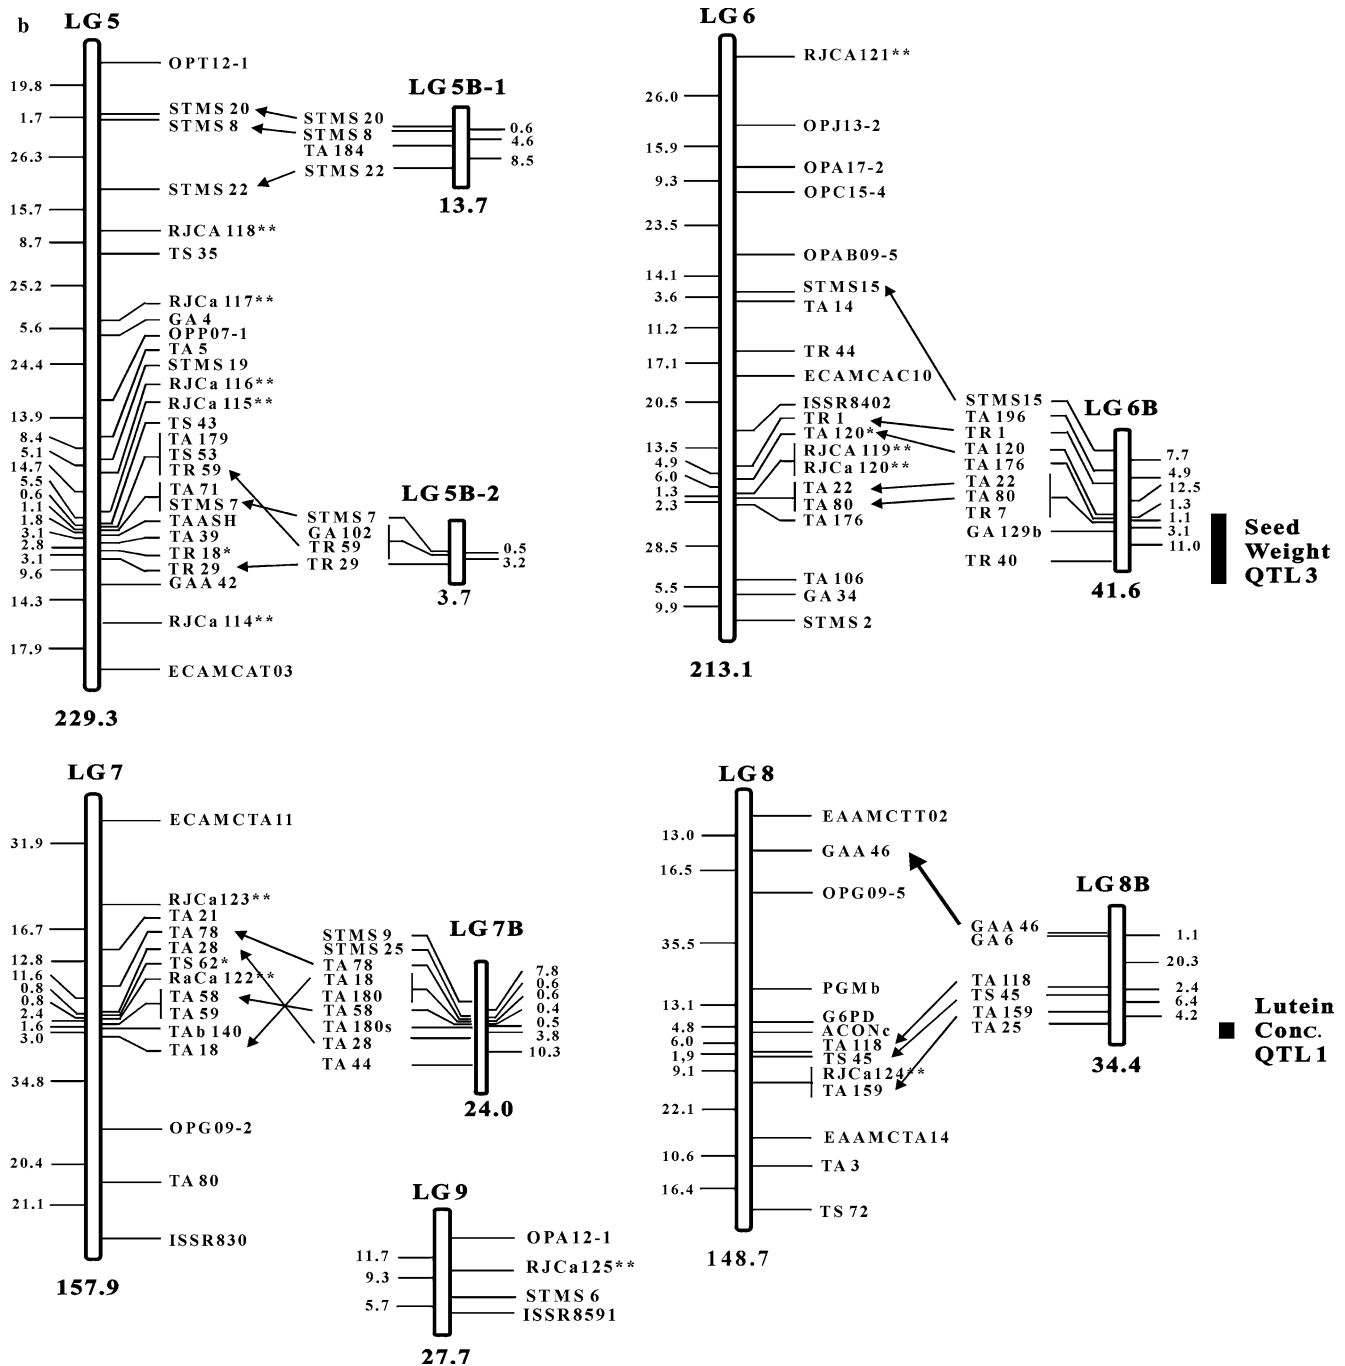 b
LG 5
19.8
1.7
26.3
15.7
8.7
25.2
5.6
24.4
13.9
8.4
5.1
14.7
5.5
0.6
1.1
1.8
3.1
2.8
3.1
9.6
14.3
17.9
OPT12-1
STMS 20
STMS 8
STMS 22
RJCA 118**
TS 35
RJCa 117**
GA 4
OPP07-1
TA 5
STMS 19
RJCa 116**
RJCa 115**
TS 43
TA 179
TS 53
TR 59
TA 71
STMS 7
TAASH
TA 39
TR 18*
TR 29
GAA 42
RJCa 114**
ECAMCAT03
229.3
LG 5B-1
STMS 20
STMS 8
TA 184
STMS 22
0.6
4.6
8.5
13.7
LG 5B-2
STMS 7
GA 102
TR 59
TR 29
0.5
3.2
3.7
LG 6
26.0
15.9
9.3
23.5
14.1
3.6
11.2
17.1
20.5
13.5
4.9
6.0
1.3
2.3
28.5
5.5
9.9
RJCA 121**
OPJ13-2
OPA17-2
OPC15-4
OPAB09-5
STMS15
TA 14
TR 44
ECAMCAC10
ISSR8402
TR 1
TA 120*
RJCA 119**
RJCa 120**
TA 22
TA 80
TA 176
TA 106
GA 34
STMS 2
213.1
LG 6B
STMS15
TA 196
TR 1
TA 120
TA 176
TA 22
TA 80
TR 7
GA 129b
TR 40
7.7
4.9
12.5
1.3
1.1
3.1
11.0
41.6
Seed
Weight
QTL 3
LG 7
31.9
16.7
12.8
11.6
0.8
0.8
2.4
1.6
3.0
34.8
20.4
21.1
ECAMCTA11
RJCa123**
TA 21
TA 78
TA 28
TS 62*
RaCa 122**
TA 58
TA 59
TAb 140
TA 18
OPG09-2
TA 80
ISSR830
157.9
LG 7B
STMS 9
STMS 25
TA 78
TA 18
TA 180
TA 58
TA 180s
TA 28
TA 44
7.8
0.6
0.6
0.4
0.5
3.8
10.3
24.0
LG 8
13.0
16.5
35.5
13.1
4.8
6.0
1,9
9.1
22.1
10.6
16.4
EAAMCTT02
GAA 46
OPG09-5
PGMb
G6PD
ACONc
TA 118
TS 45
RJCa124**
TA 159
EAAMCTA14
TA 3
TS 72
148.7
LG 8B
GAA 46
GA 6
TA 118
TS 45
TA 159
TA 25
1.1
20.3
2.4
6.4
4.2
34.4
Lutein
Conc.
QTL 1
LG 9
11.7
9.3
5.7
OPA12-1
RJCa125**
STMS 6
ISSR8591
27.7